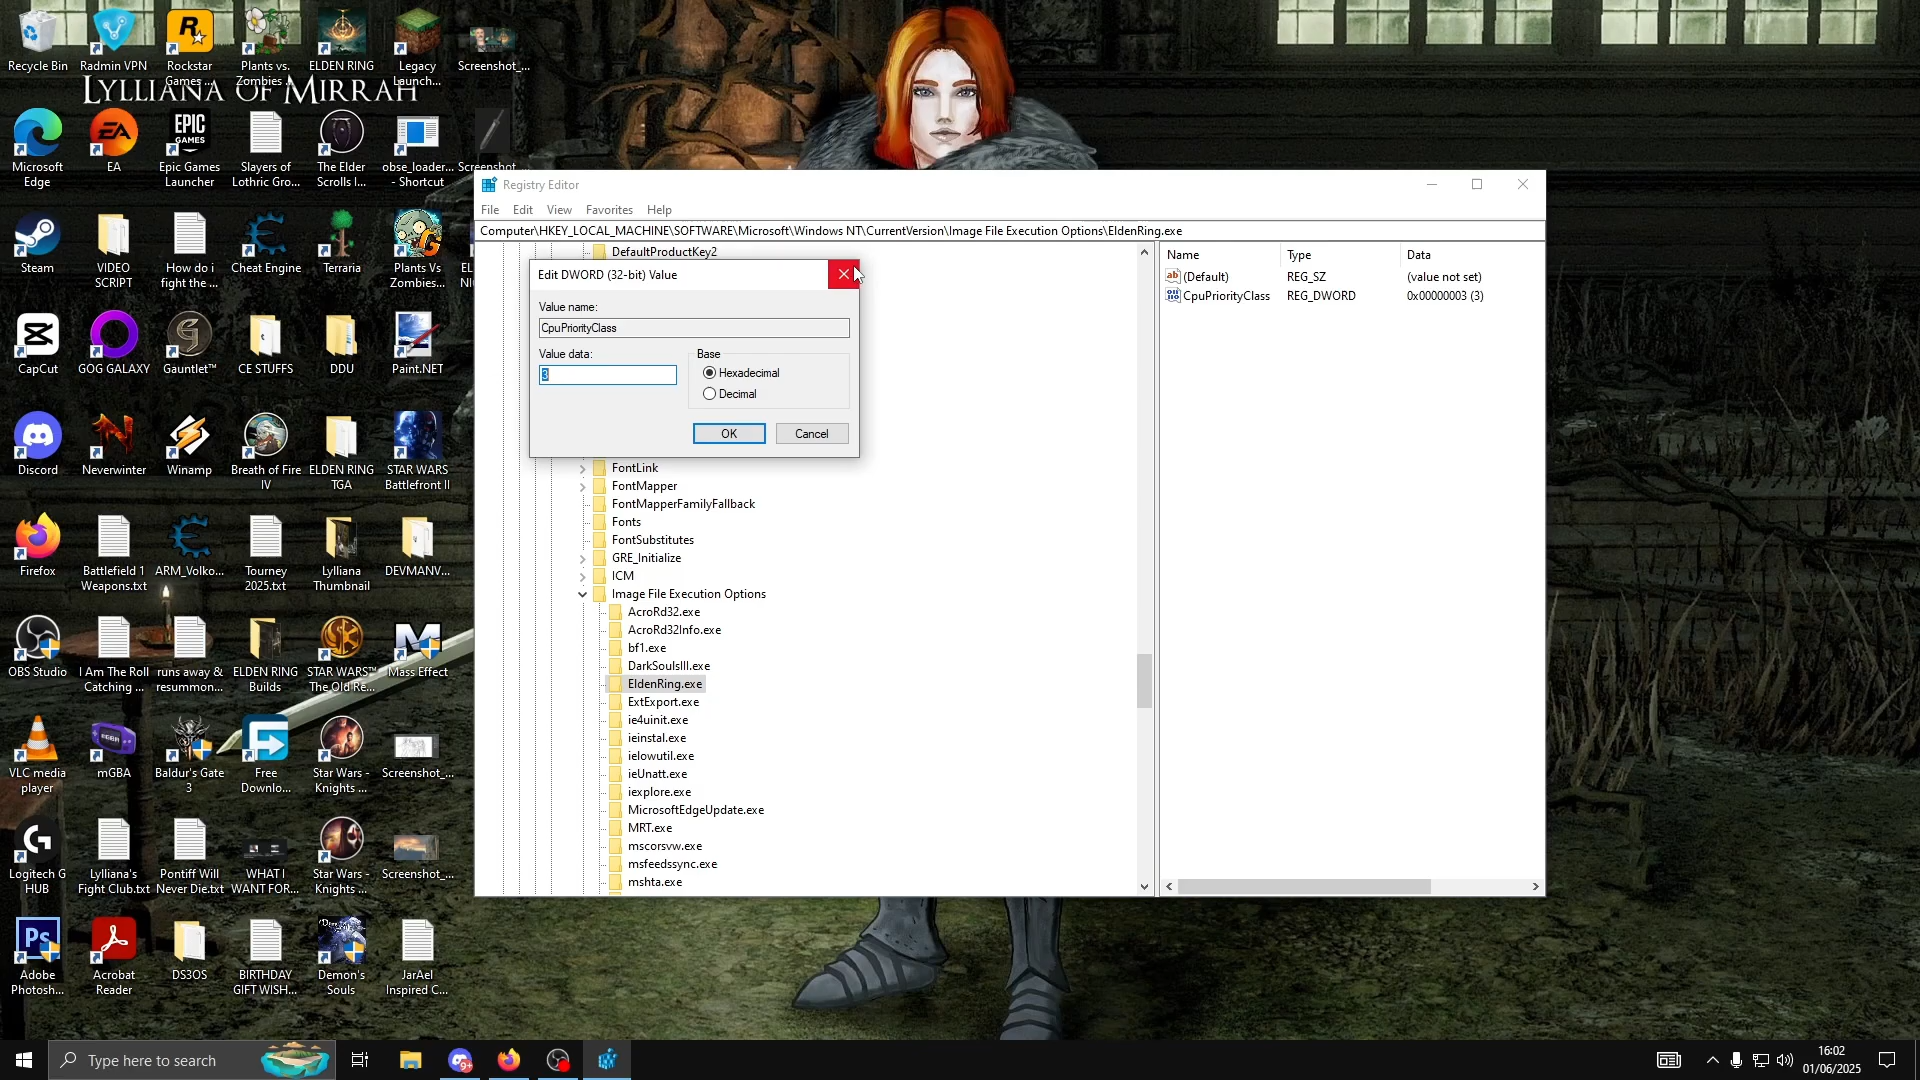 Recycle Bin
Radmin VPN
Rockstar
Games ...
Plants vs.
Zombies ...
ELDEN RING
Legacy
Launch...
Screenshot_...
LYLLIANA OF MIRRAH
Microsoft
Edge
EA
EPIC
GAMES
Epic Games
Launcher
Slayers of
Lothric Gro...
The Elder
Scrolls I...
obse_loader...
- Shortcut
Screenshot_...
Steam
VIDEO
SCRIPT
How do i
fight the ...
Cheat Engine
Terraria
Plants Vs
Zombies...
CapCut
GOG GALAXY
Gauntlet™
CE STUFFS
DDU
Paint.NET
Discord
Neverwinter
Winamp
Breath of Fire
IV
ELDEN RING
TGA
STAR WARS
Battlefront II
Firefox
Battlefield 1
Weapons.txt
ARM_Volko...
Tourney
2025.txt
Lylliana
Thumbnail
DEVMANV...
OBS Studio
I Am The Roll
Catching ...
runs away &
resummon...
ELDEN RING
Builds
STAR WARS™
The Old Re...
Mass Effect
VLC media
player
mGBA
Baldur's Gate
3
Free
Downlo...
Star Wars -
Knights ...
Screenshot_...
Logitech G
HUB
Lylliana's
Fight Club.txt
Pontiff Will
Never Die.txt
WHAT I
WANT FOR...
Star Wars -
Knights ...
Screenshot_...
Adobe
Photosh...
Acrobat
Reader
DS3OS
BIRTHDAY
GIFT WISH...
Demon's
Souls
JarAel
Inspired C...
Registry Editor
File Edit View Favorites Help
Computer\HKEY_LOCAL_MACHINE\SOFTWARE\Microsoft\Windows NT\CurrentVersion\Image File Execution Options\EldenRing.exe
DefaultProductKey2
Edit DWORD (32-bit) Value
Value name:
CpuPriorityClass
Value data:
3
Base
Hexadecimal
Decimal
OK
Cancel
FontLink
FontMapper
FontMapperFamilyFallback
Fonts
FontSubstitutes
GRE_Initialize
ICM
Image File Execution Options
AcroRd32.exe
AcroRd32Info.exe
bf1.exe
DarkSoulsIII.exe
EldenRing.exe
ExtExport.exe
ie4uinit.exe
ieinstal.exe
ielowutil.exe
ieUnatt.exe
iexplore.exe
MicrosoftEdgeUpdate.exe
MRT.exe
mscorsvw.exe
msfeedssync.exe
mshta.exe
Name Type Data
(Default) REG_SZ (value not set)
CpuPriorityClass REG_DWORD 0x00000003 (3)
Type here to search
9+
16:02
01/06/2025